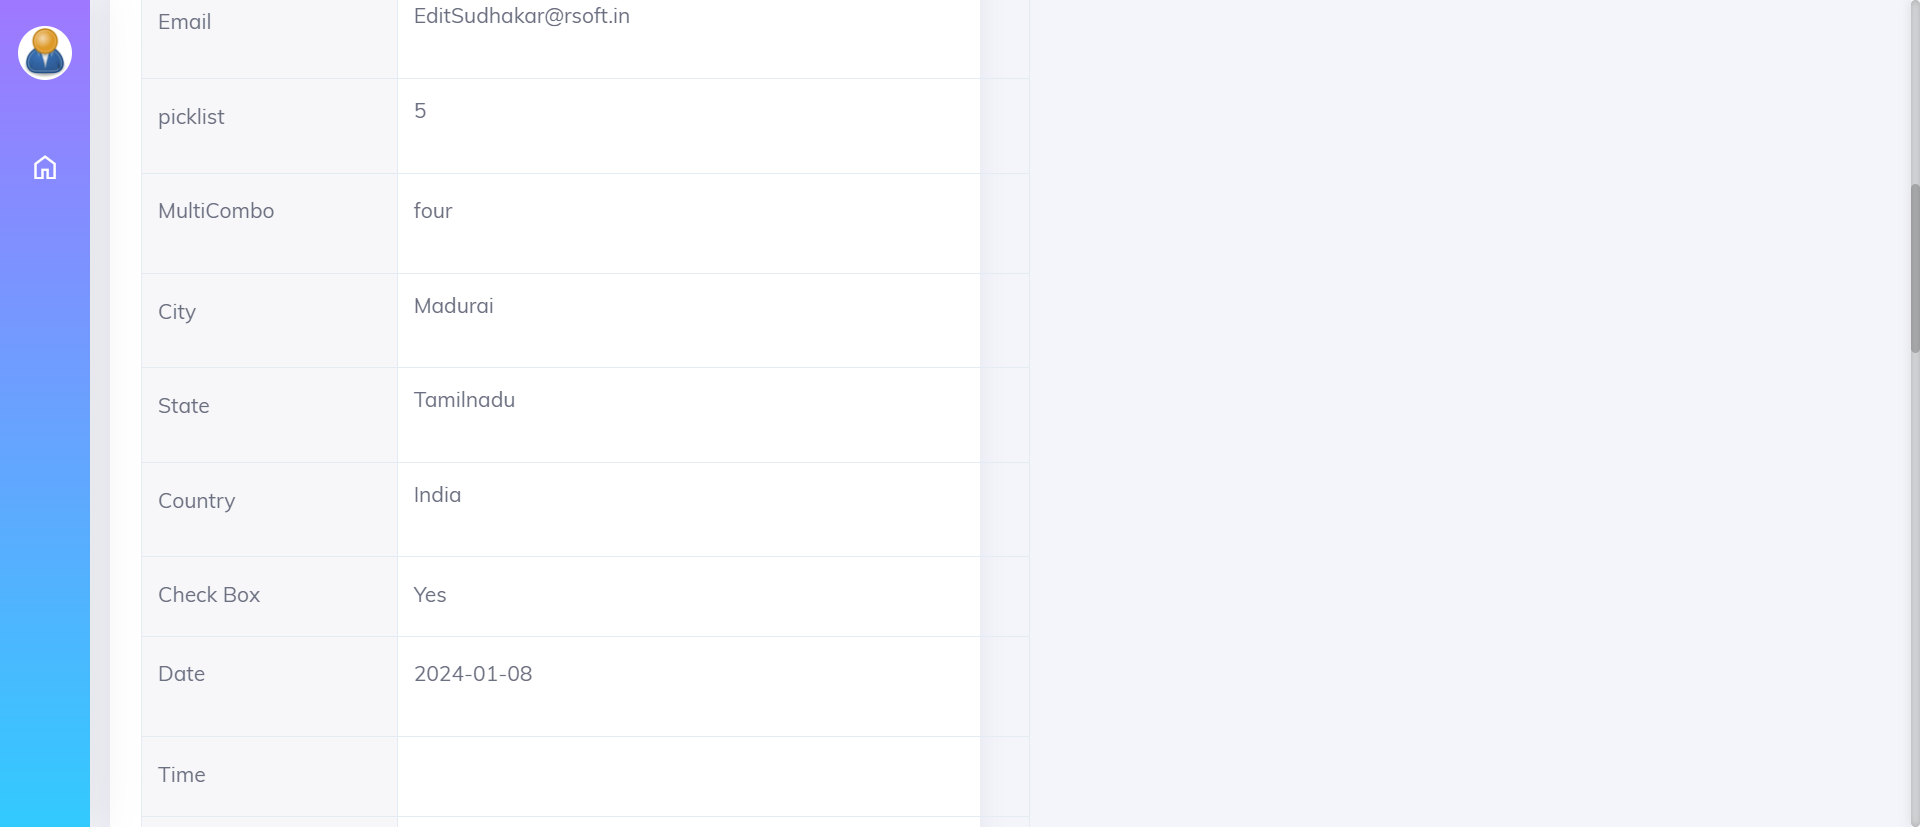 Email EditSudhakar@rsoft.in
picklist 5
MultiCombo four
City Madurai
State Tamilnadu
Country India
Check Box Yes
Date 2024-01-08
Time